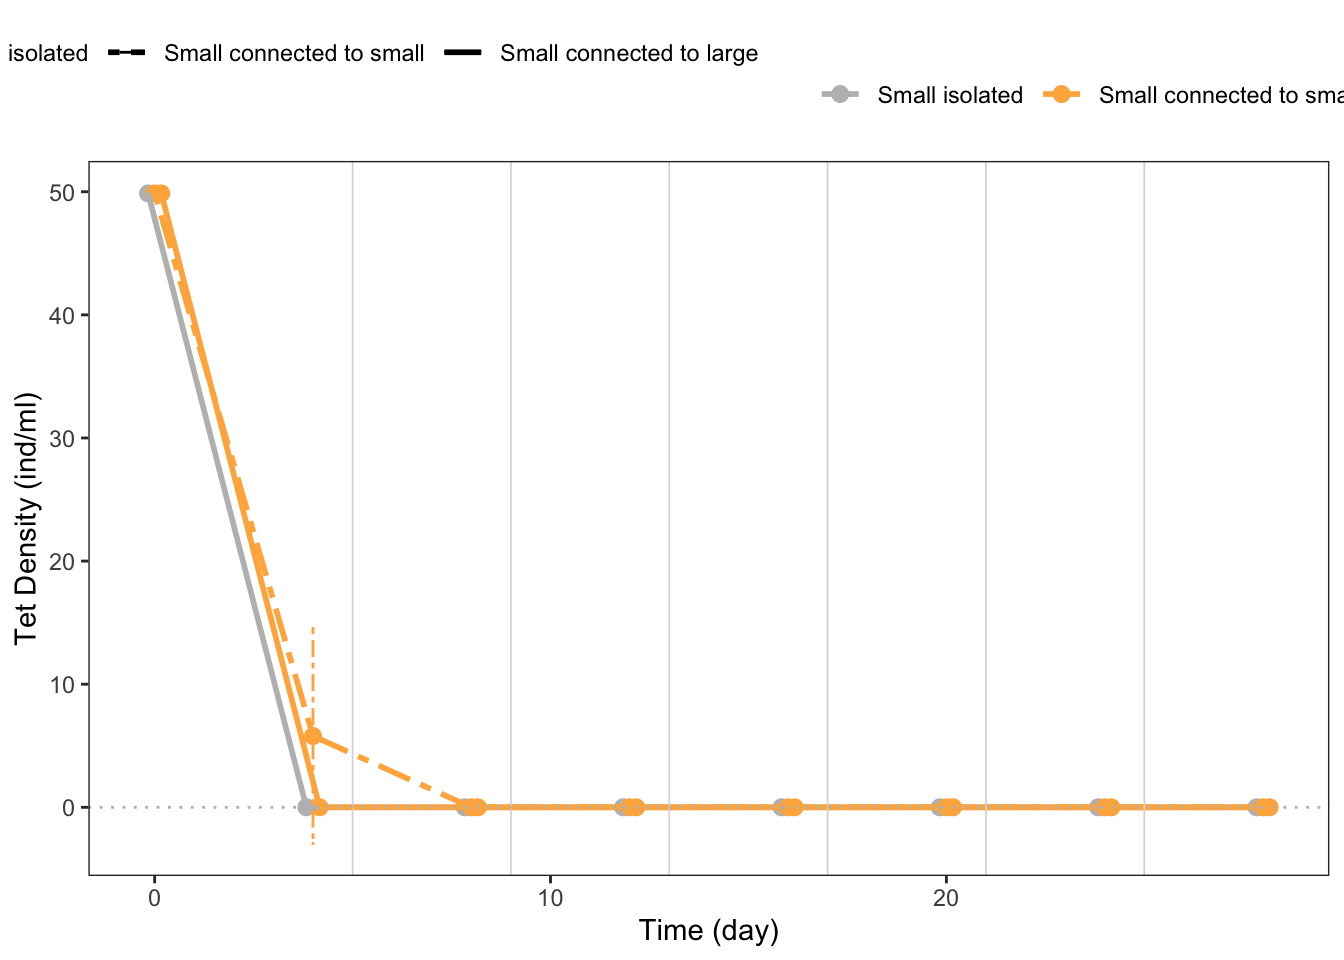 isolated Small connected to small Small connected to large
Small isolated Small connected to sma
50
40
30
20
10
0
Tet Density (ind/ml)
0 10 20
Time (day)